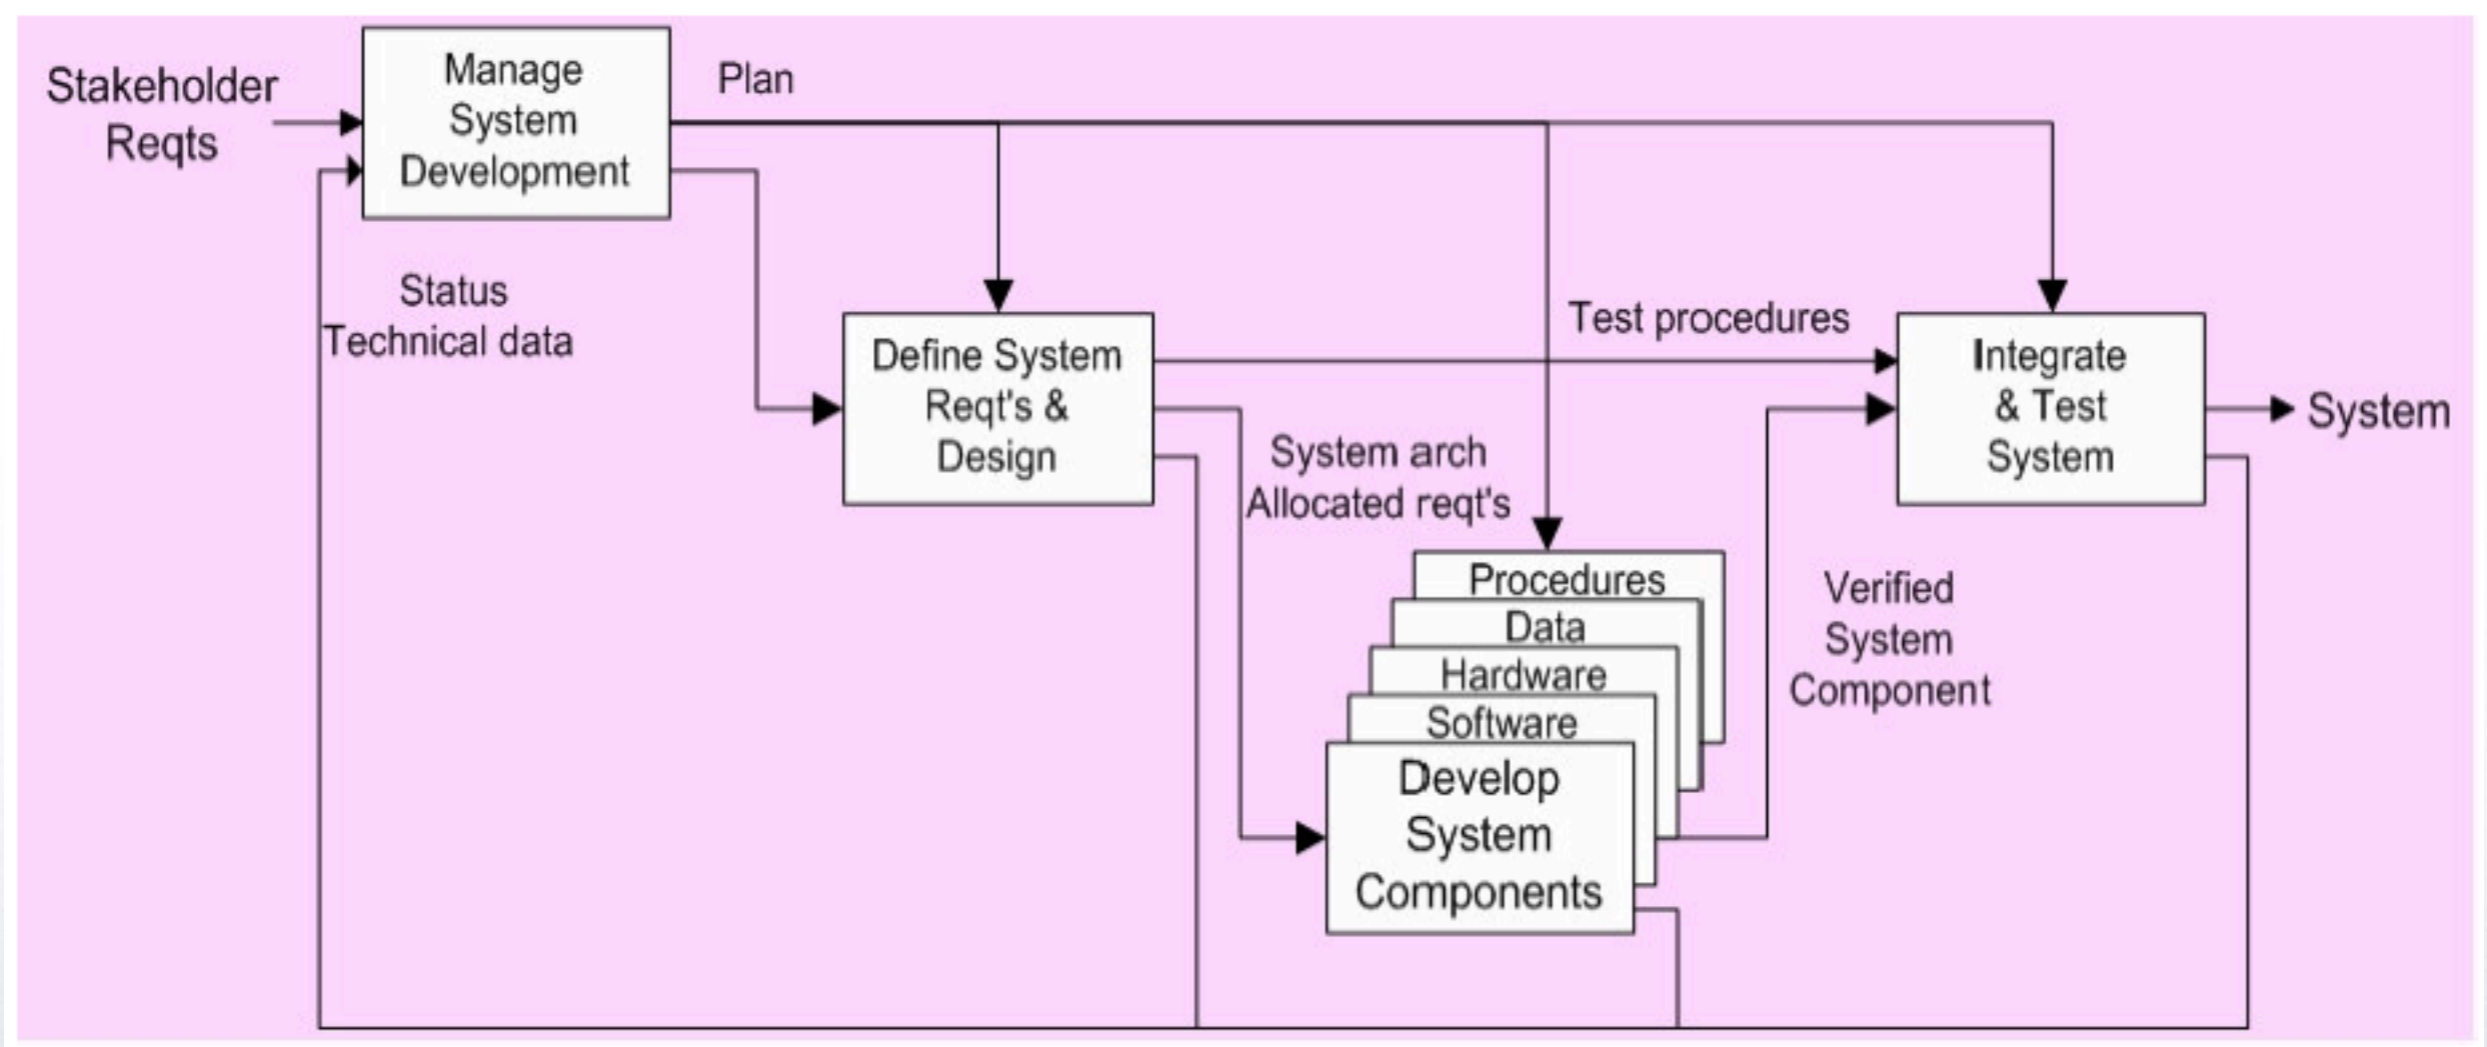 Stakeholder
Reqts
Manage
System
Development
Plan
Status
Technical data
Define System
Reqt's &
Design
Test procedures
Integrate
& Test
System
System
System arch
Allocated reqt's
Procedures
Data
Hardware
Software
Develop
System
Components
Verified
System
Component